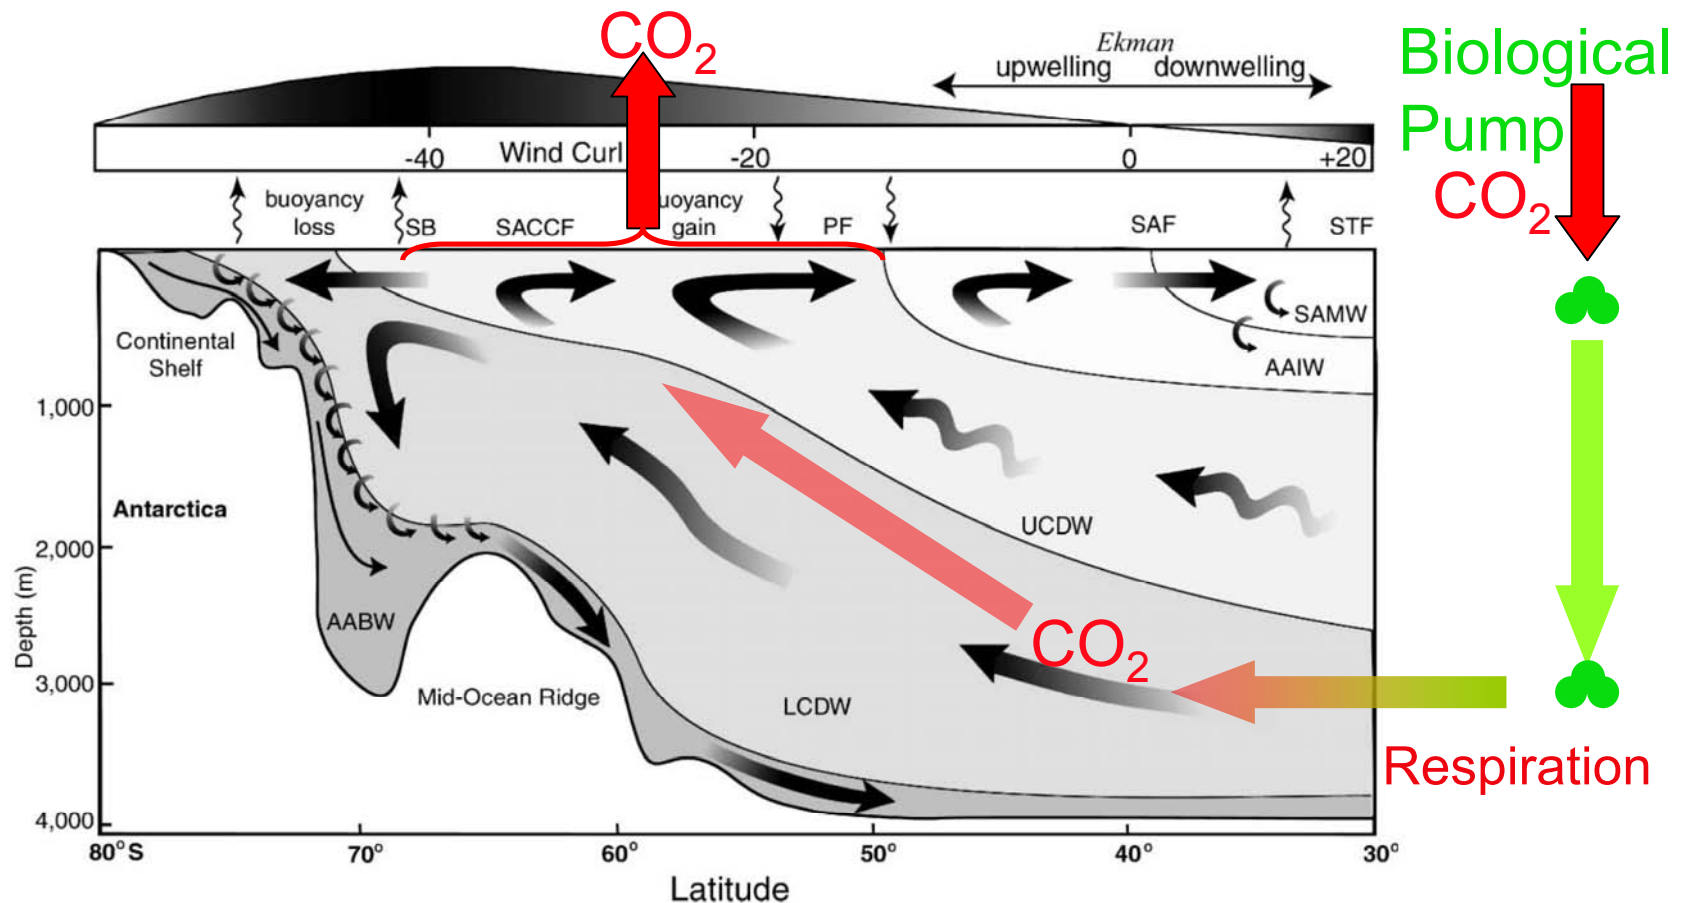 CO2
Ekman
upwelling downwelling
Biological
Pump
CO2
-40 Wind Curl -20 0 +20
buoyancy
loss
SB
SACCF
uoyancy
gain
PF
SAF
STF
SAMW
AAIW
Continental
Shelf
1,000
Antarctica
UCDW
2,000
Depth (m)
AABW
CO2
3,000
Mid-Ocean Ridge
LCDW
Respiration
4,000
80°S 70° 60° 50° 40° 30°
Latitude